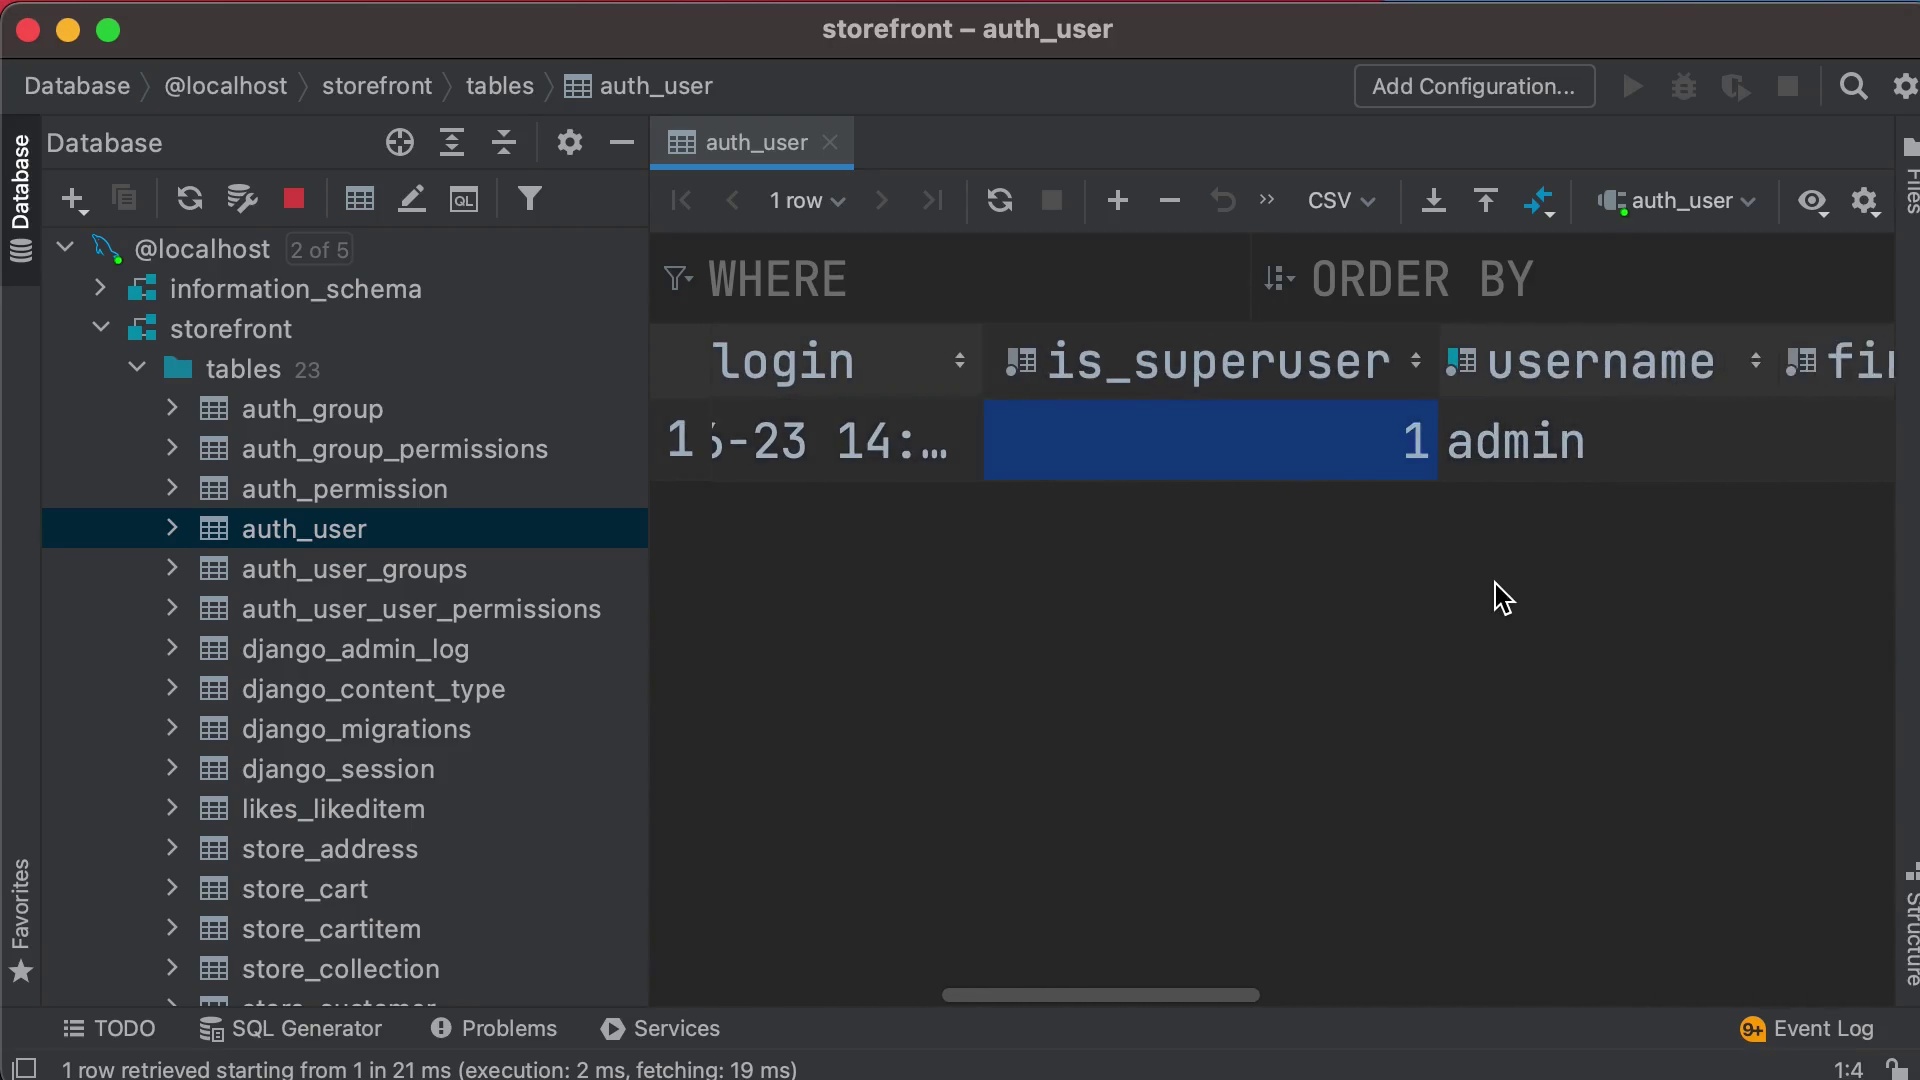 storefront – auth_user
Database
@localhost
storefront
tables
auth_user
Add Configuration...
Database
Database
auth_user
1 row
CSV
auth_user
Files
@localhost 2 of 5
information_schema
storefront
tables 23
auth_group
auth_group_permissions
auth_permission
auth_user
auth_user_groups
auth_user_user_permissions
django_admin_log
django_content_type
django_migrations
django_session
likes_likeditem
store_address
store_cart
store_cartitem
store_collection
WHERE
ORDER BY
login is_superuser username fir
1 6-23 14:… 1 admin
Favorites
Structure
TODO
SQL Generator
Problems
Services
9+ Event Log
1 row retrieved starting from 1 in 21 ms (execution: 2 ms, fetching: 19 ms)
1:4